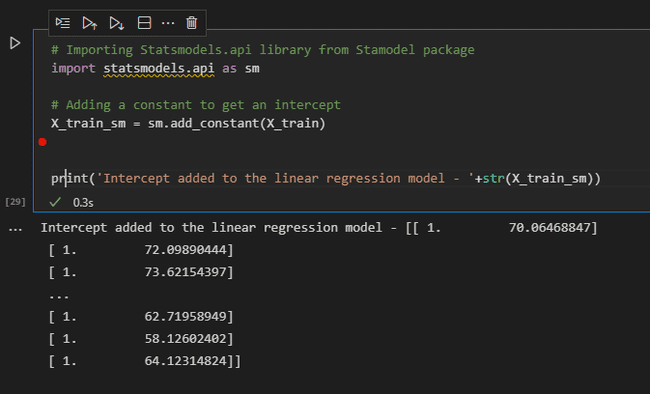 # Importing Statsmodels.api library from Stamodel package
import statsmodels.api as sm
# Adding a constant to get an intercept
X_train_sm = sm.add_constant(X_train)
print('Intercept added to the linear regression model - '+str(X_train_sm))
[29]
0.3s
Intercept added to the linear regression model - [[ 1.         70.06468847]
[ 1.         72.09890444]
[ 1.         73.62154397]
...
[ 1.         62.71958949]
[ 1.         58.12602402]
[ 1.         64.12314824]]